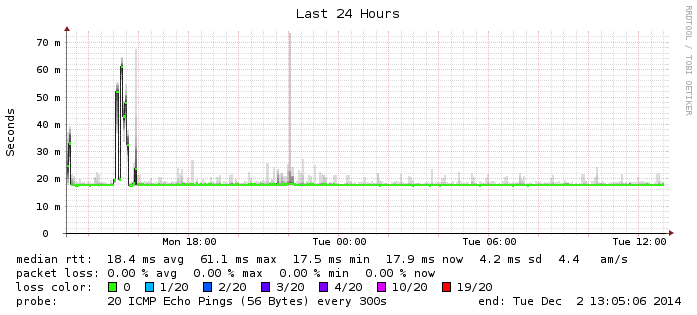 Last 24 Hours
RRDTOOL / TOBI OETIKER
Seconds
70 m
60 m
50 m
40 m
30 m
20 m
10 m
0
Mon 18:00 Tue 00:00 Tue 06:00 Tue 12:00
median rtt: 18.4 ms avg 61.1 ms max 17.5 ms min 17.9 ms now 4.2 ms sd 4.4 am/s
packet loss: 0.00 % avg 0.00 % max 0.00 % min 0.00 % now
loss color: 0 1/20 2/20 3/20 4/20 10/20 19/20
probe: 20 ICMP Echo Pings (56 Bytes) every 300s end: Tue Dec 2 13:05:06 2014